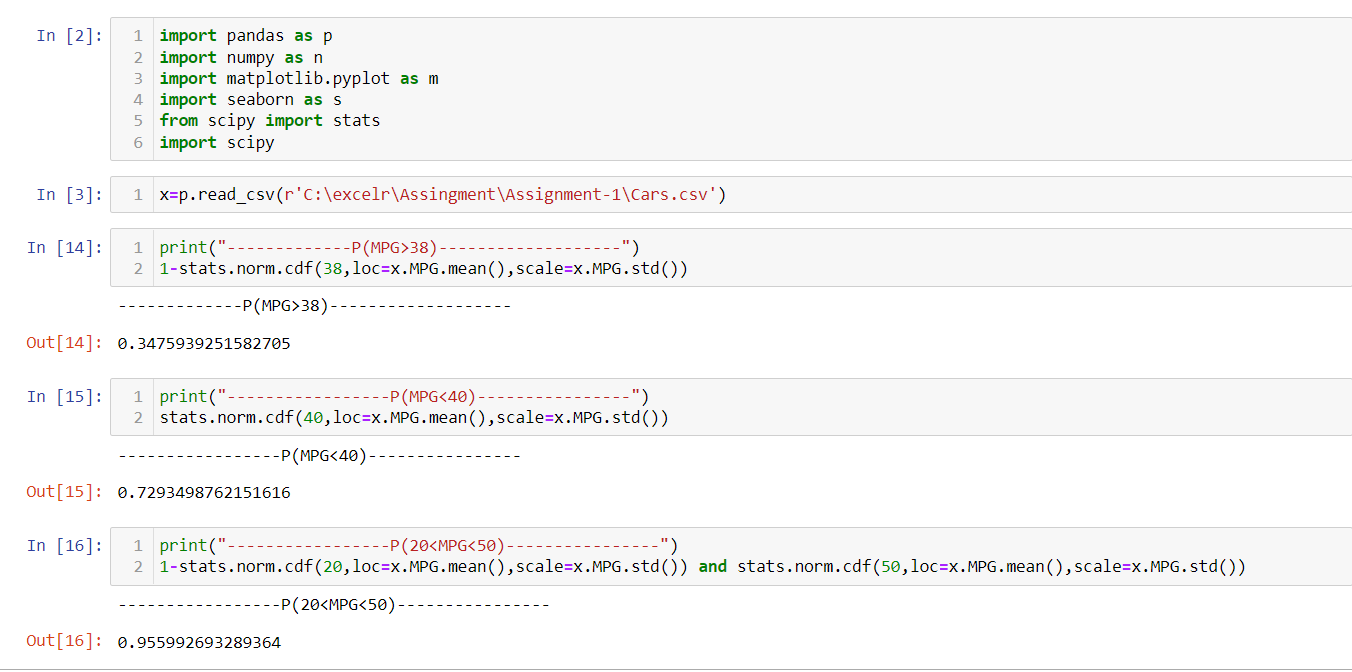 In [2]:
1 import pandas as p
2 import numpy as n
3 import matplotlib.pyplot as m
4 import seaborn as s
5 from scipy import stats
6 import scipy
In [3]:
1 x=p.read_csv(r'C:\excelr\Assingment\Assignment-1\Cars.csv')
In [14]:
1 print("-------------P(MPG>38)-------------------")
2 1-stats.norm.cdf(38,loc=x.MPG.mean(),scale=x.MPG.std())
-------------P(MPG>38)-------------------
Out[14]: 0.3475939251582705
In [15]:
1 print("-----------------P(MPG<40)----------------")
2 stats.norm.cdf(40,loc=x.MPG.mean(),scale=x.MPG.std())
-----------------P(MPG<40)----------------
Out[15]: 0.7293498762151616
In [16]:
1 print("-----------------P(20<MPG<50)----------------")
2 1-stats.norm.cdf(20,loc=x.MPG.mean(),scale=x.MPG.std()) and stats.norm.cdf(50,loc=x.MPG.mean(),scale=x.MPG.std())
-----------------P(20<MPG<50)----------------
Out[16]: 0.955992693289364